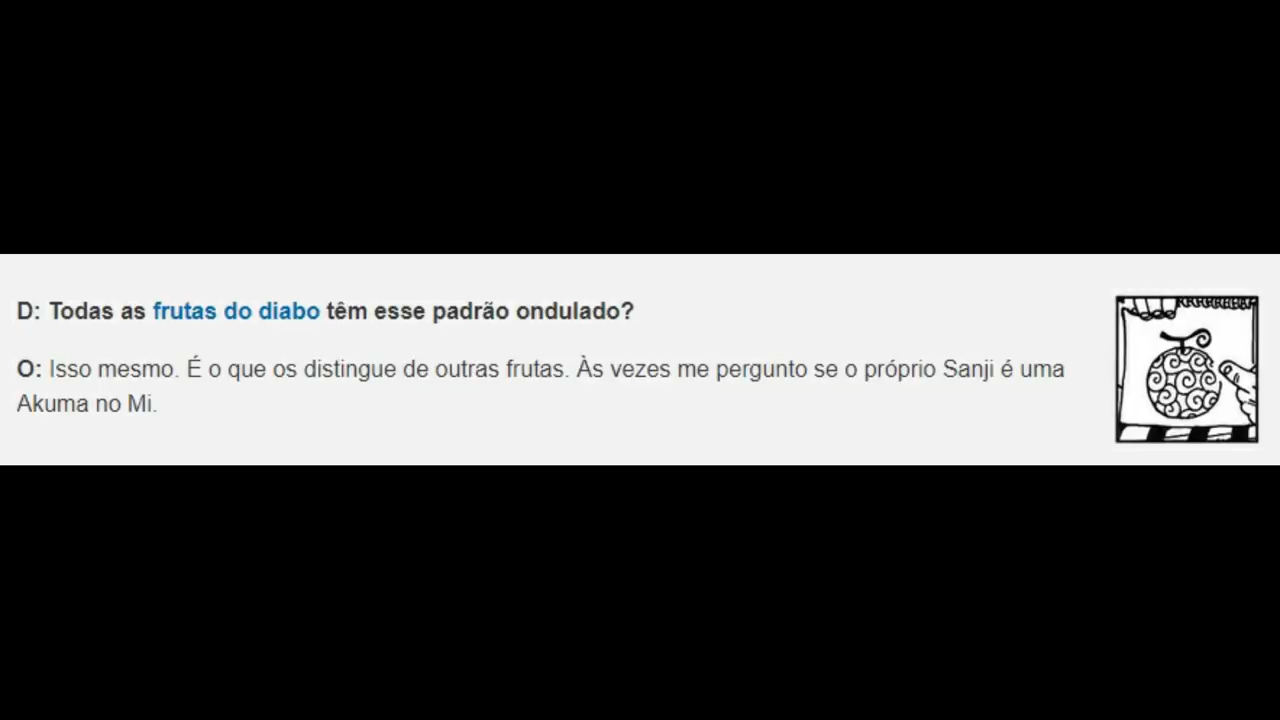 D: Todas as frutas do diabo têm esse padrão ondulado?
O: Isso mesmo. É o que os distingue de outras frutas. Às vezes me pergunto se o próprio Sanji é uma
Akuma no Mi.